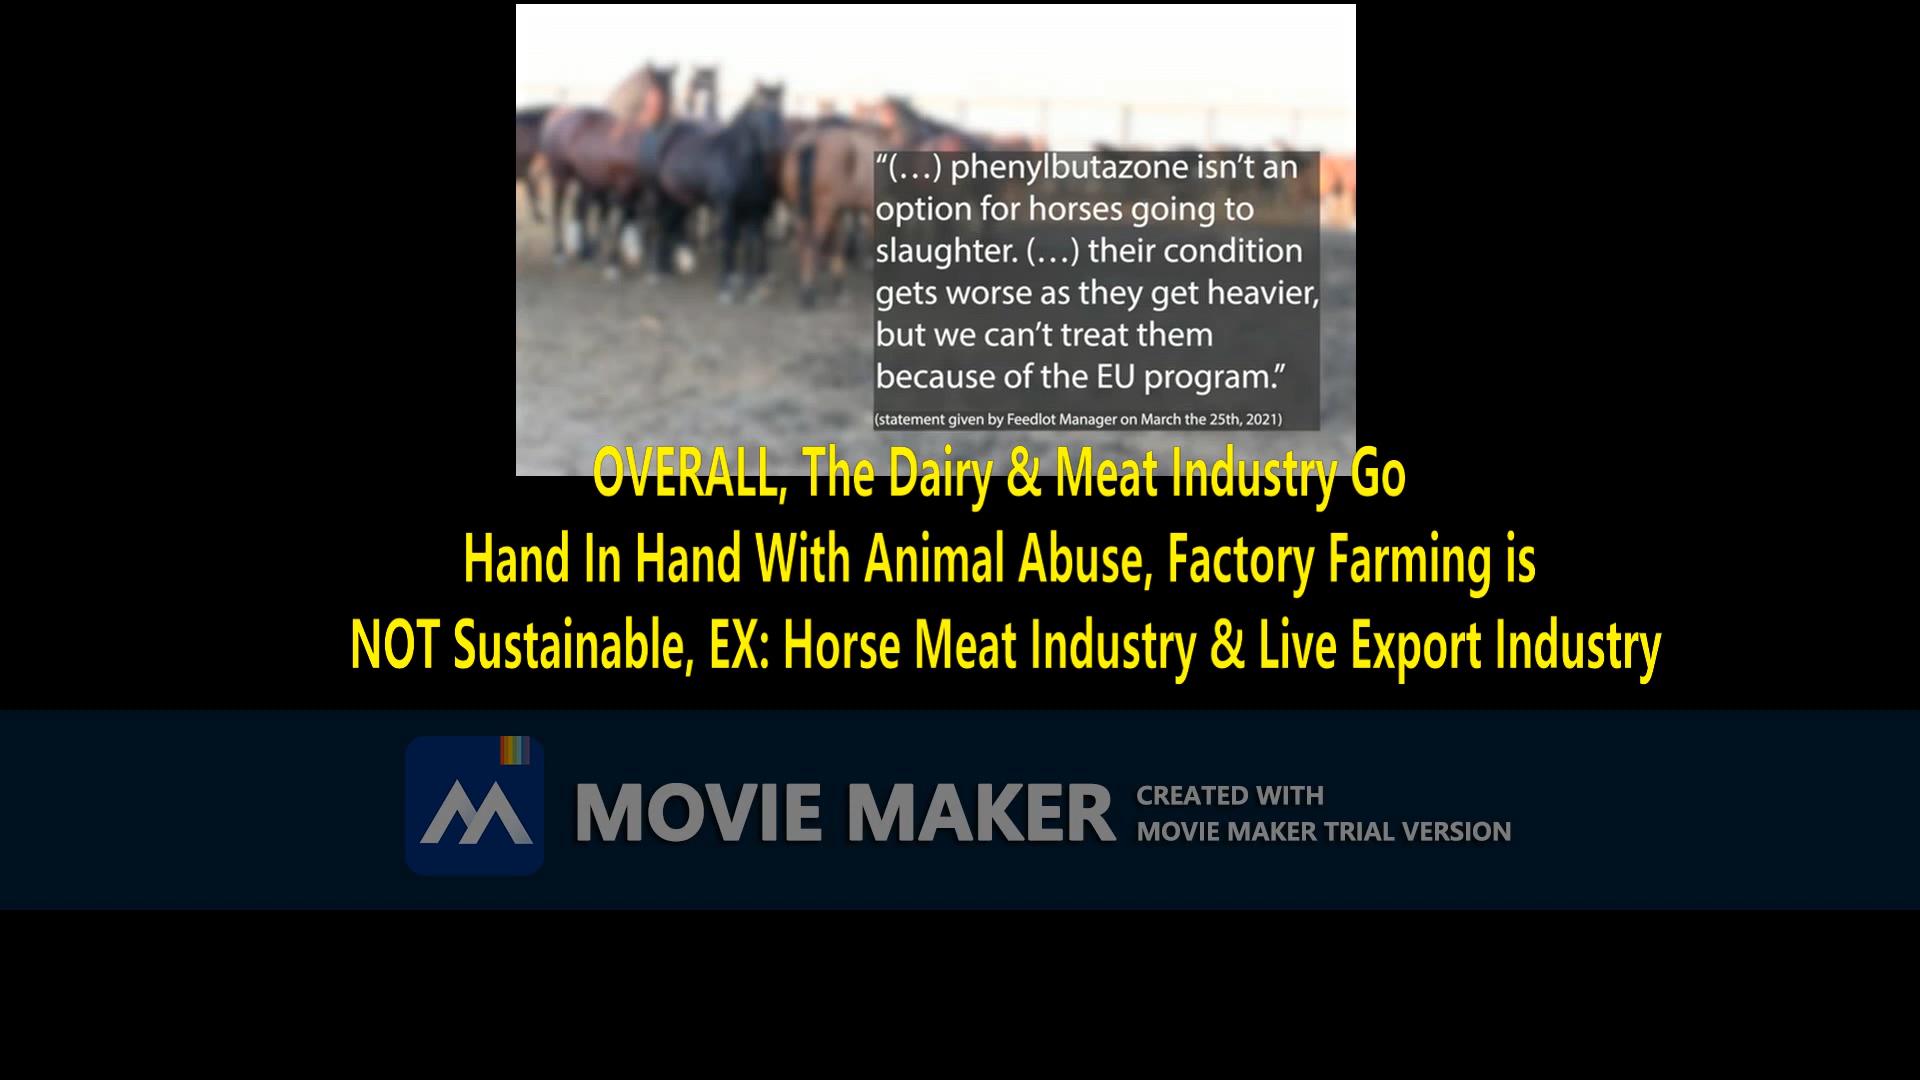 “(…) phenylbutazone isn’t an
option for horses going to
slaughter. (…) their condition
gets worse as they get heavier,
but we can’t treat them
because of the EU program.”
(statement given by Feedlot Manager on March the 25th, 2021)
OVERALL, The Dairy & Meat Industry Go
Hand In Hand With Animal Abuse, Factory Farming is
NOT Sustainable, EX: Horse Meat Industry & Live Export Industry
MOVIE MAKER
CREATED WITH
MOVIE MAKER TRIAL VERSION